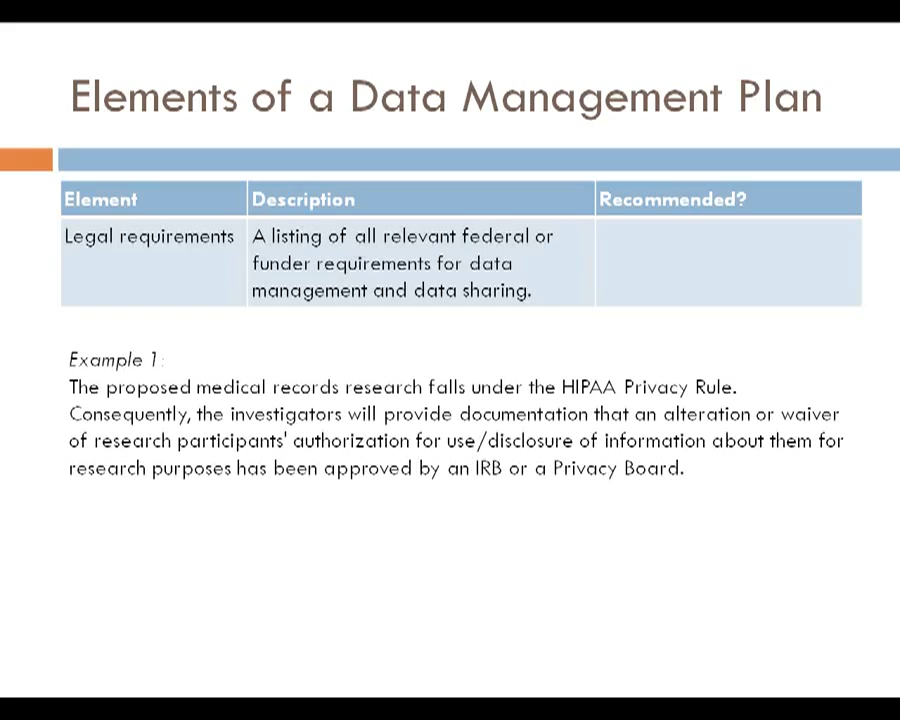 Elements of a Data Management Plan
Element Description Recommended?
Legal requirements A listing of all relevant federal or
funder requirements for data
management and data sharing.
Example 1:
The proposed medical records research falls under the HIPAA Privacy Rule.
Consequently, the investigators will provide documentation that an alteration or waiver
of research participants' authorization for use/disclosure of information about them for
research purposes has been approved by an IRB or a Privacy Board.